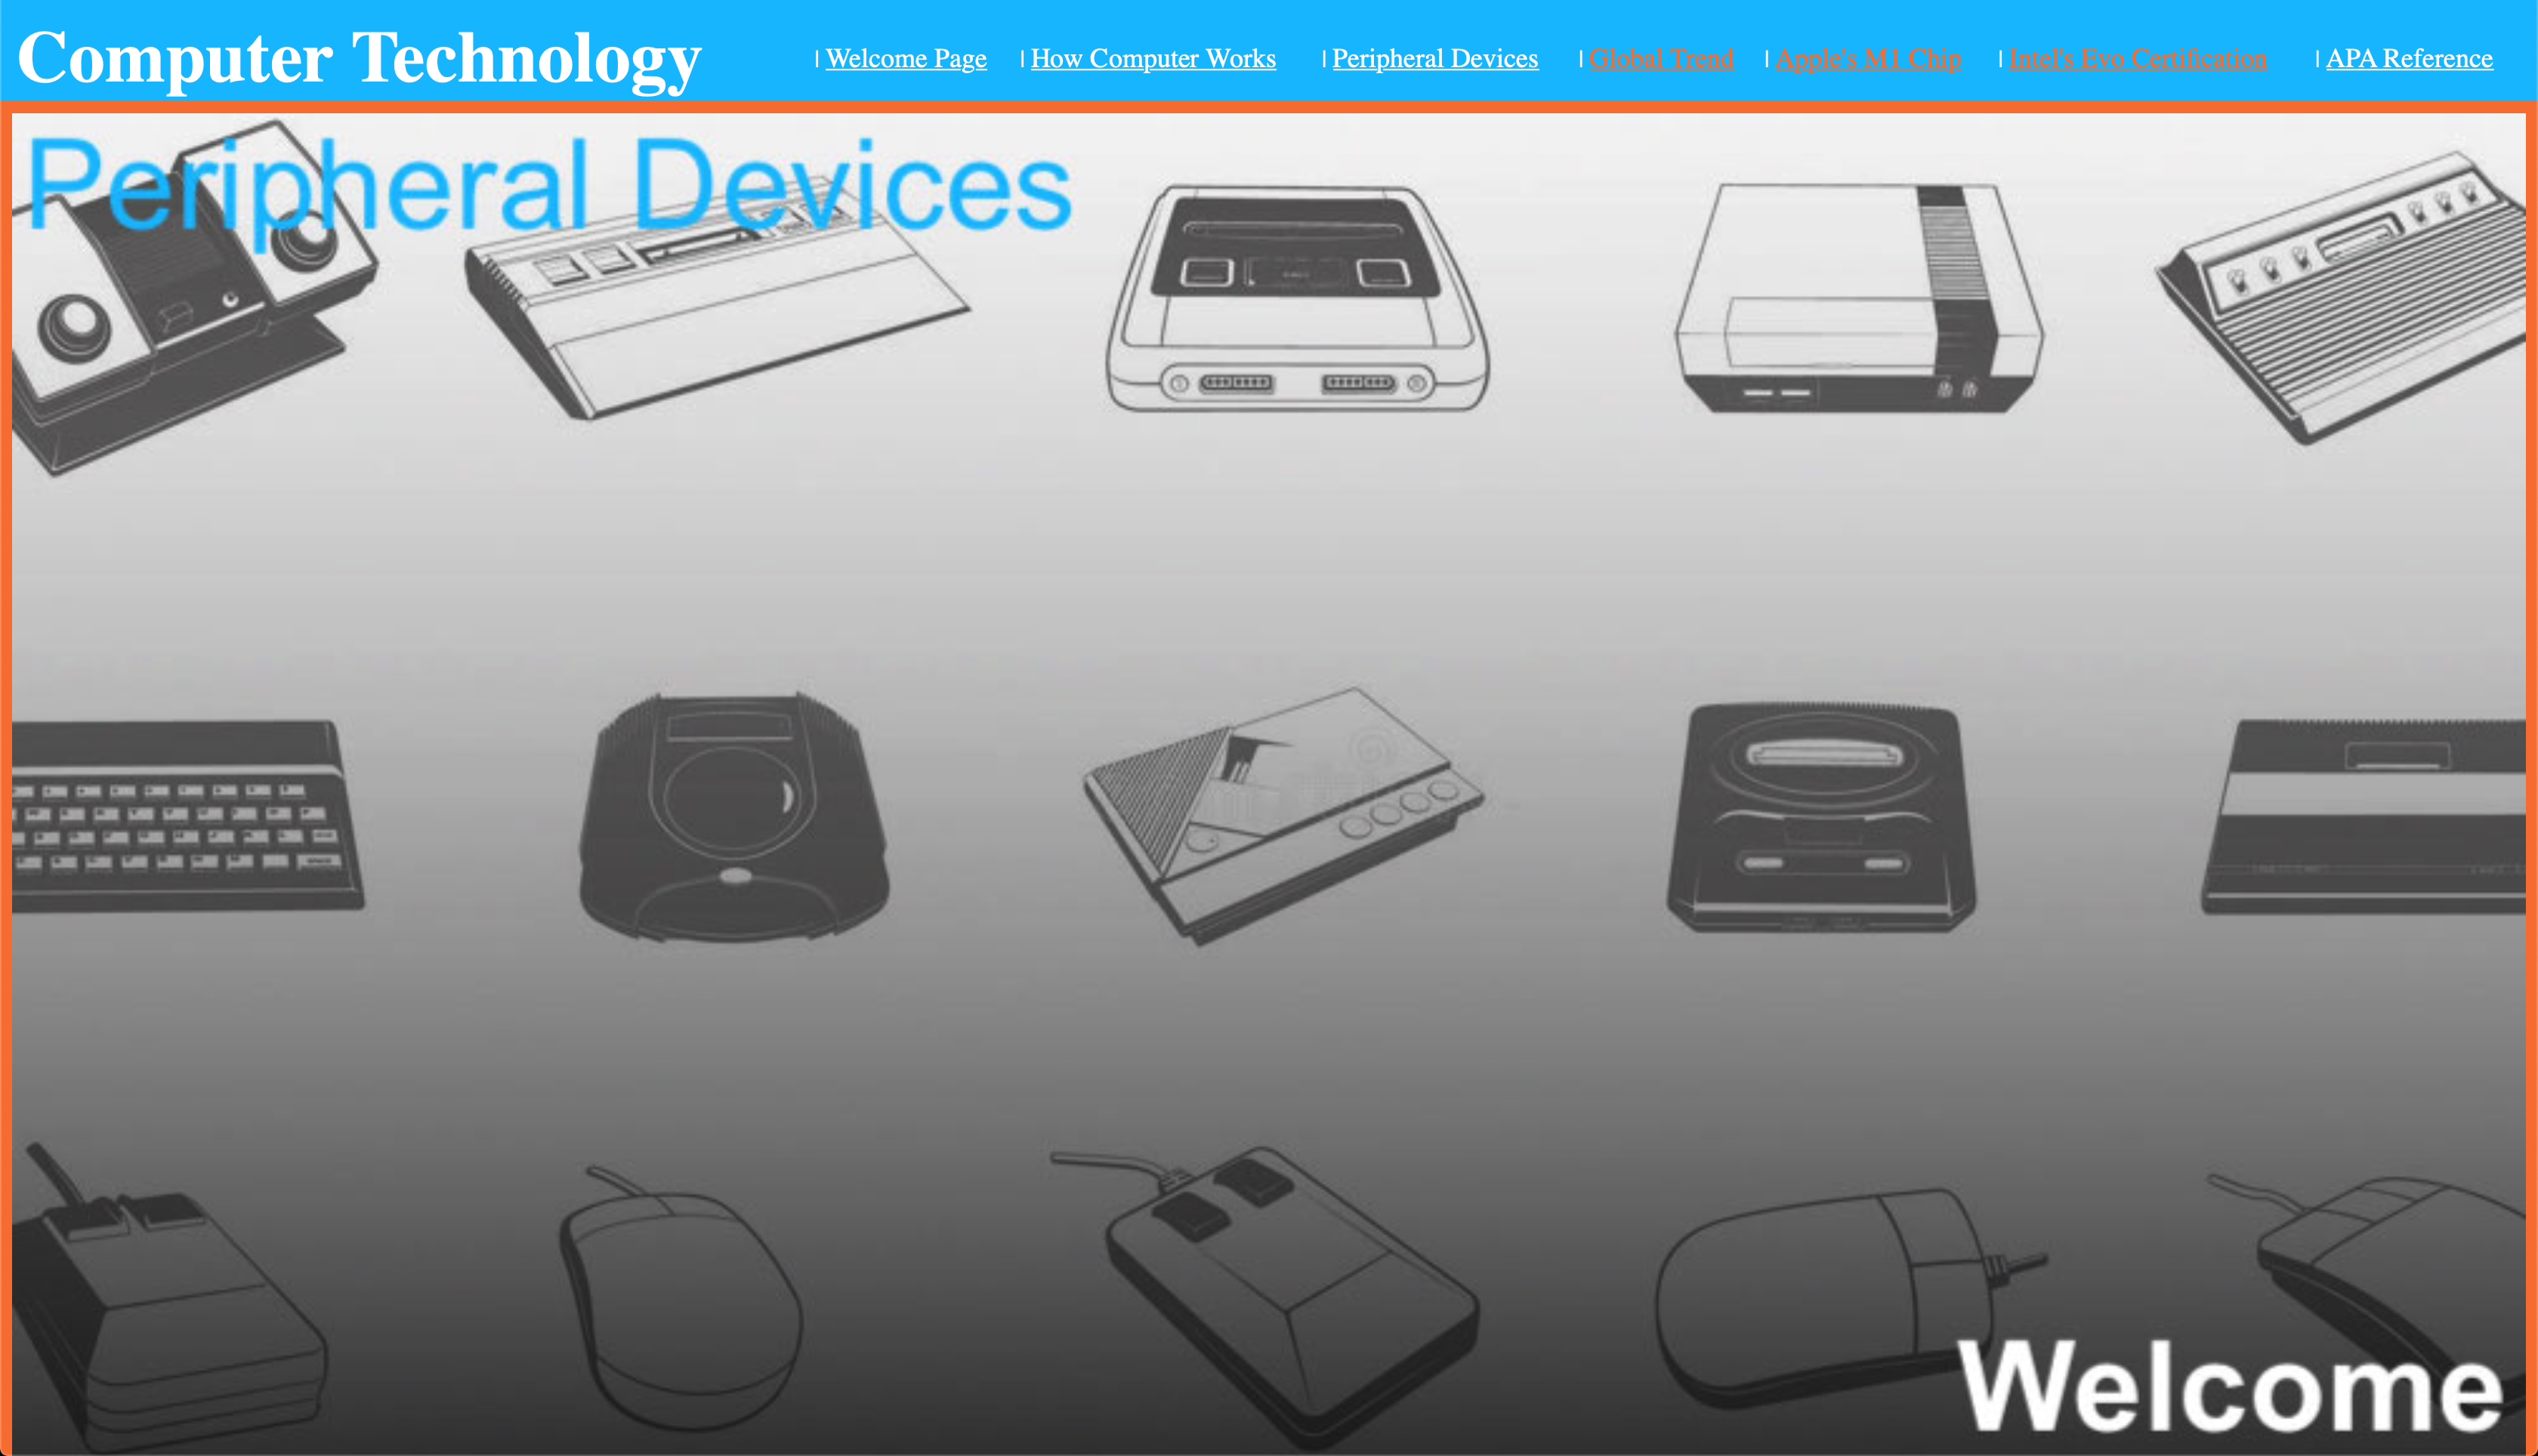 Computer Technology
| Welcome Page | How Computer Works | Peripheral Devices | Global Trend | Apple's M1 Chip | Intel's Evo Certification | APA Reference
Peripheral Devices
Welcome